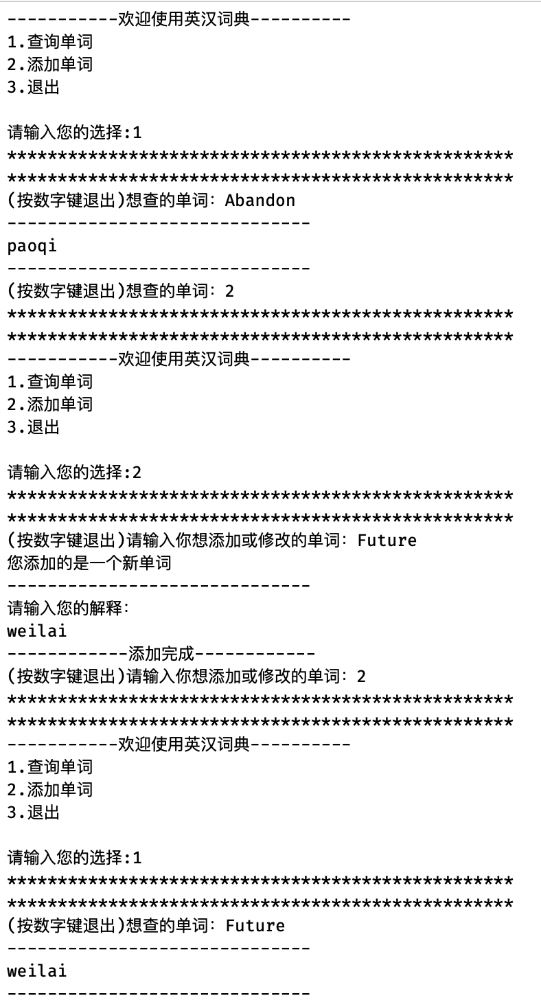 -----------欢迎使用英汉词典----------
1.查询单词
2.添加单词
3.退出
请输入您的选择:1
**************************************************
**************************************************
(按数字键退出)想查的单词：Abandon
------------------------------
paoqi
------------------------------
(按数字键退出)想查的单词：2
**************************************************
**************************************************
-----------欢迎使用英汉词典----------
1.查询单词
2.添加单词
3.退出
请输入您的选择:2
**************************************************
**************************************************
(按数字键退出)请输入你想添加或修改的单词：Future
您添加的是一个新单词
------------------------------
请输入您的解释：
weilai
------------添加完成------------
(按数字键退出)请输入你想添加或修改的单词：2
**************************************************
**************************************************
-----------欢迎使用英汉词典----------
1.查询单词
2.添加单词
3.退出
请输入您的选择:1
**************************************************
**************************************************
(按数字键退出)想查的单词：Future
------------------------------
weilai
------------------------------